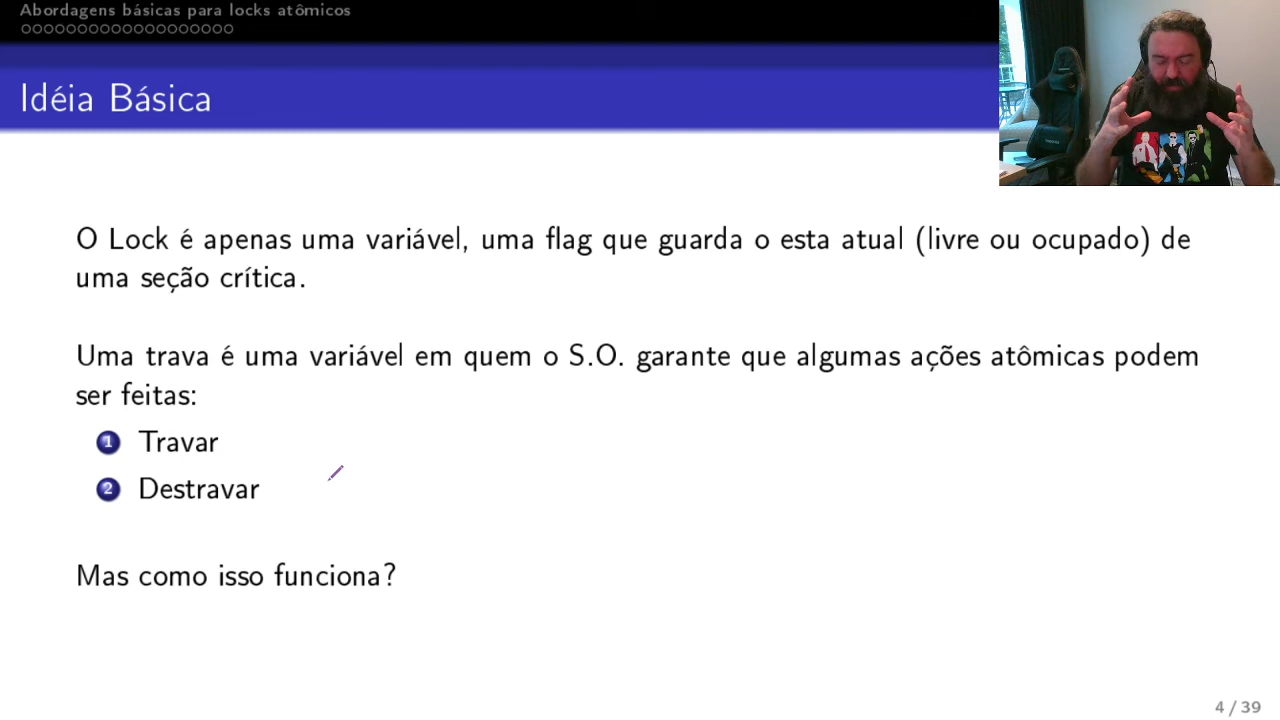 Abordagens básicas para locks atômicos
Idéia Básica
O Lock é apenas uma variável, uma flag que guarda o esta atual (livre ou ocupado) de
uma seção crítica.
Uma trava é uma variável em quem o S.O. garante que algumas ações atômicas podem
ser feitas:
1 Travar
2 Destravar
Mas como isso funciona?
4 / 39